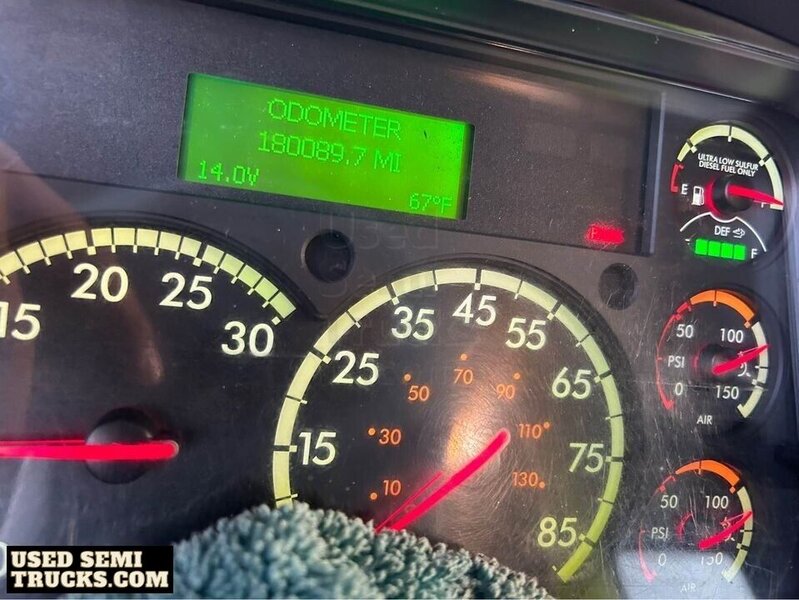 ODOMETER
180089.7 MI
14.0V
67°F
ULTRA LOW SULFUR
DIESEL FUEL ONLY
E
F
DEF
F
15
20
25
30
15
25
35
45
55
65
75
85
10
30
50
70
90
110
130
50
100
PSI
0
150
AIR
50
100
PSI
0
150
AIR
USED SEMI
TRUCKS.COM